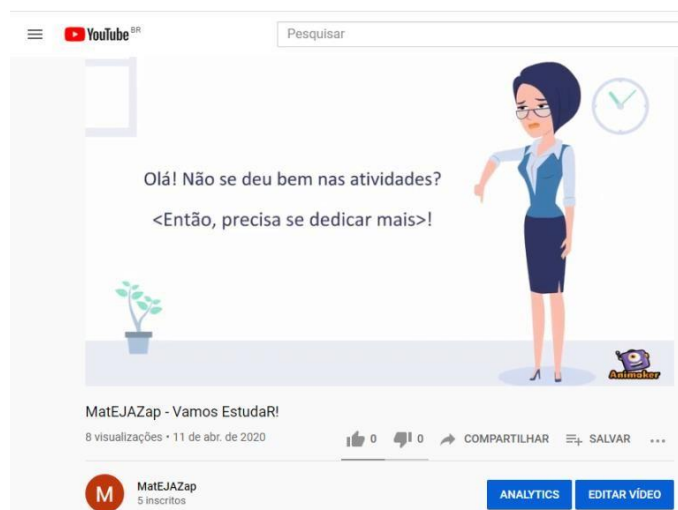 YouTube BR
Pesquisar
Olá! Não se deu bem nas atividades?
<Então, precisa se dedicar mais>!
Animaker
MatEJAZap - Vamos EstudaR!
8 visualizações • 11 de abr. de 2020
0
0
COMPARTILHAR
SALVAR
M
MatEJAZap
5 inscritos
ANALYTICS
EDITAR VÍDEO